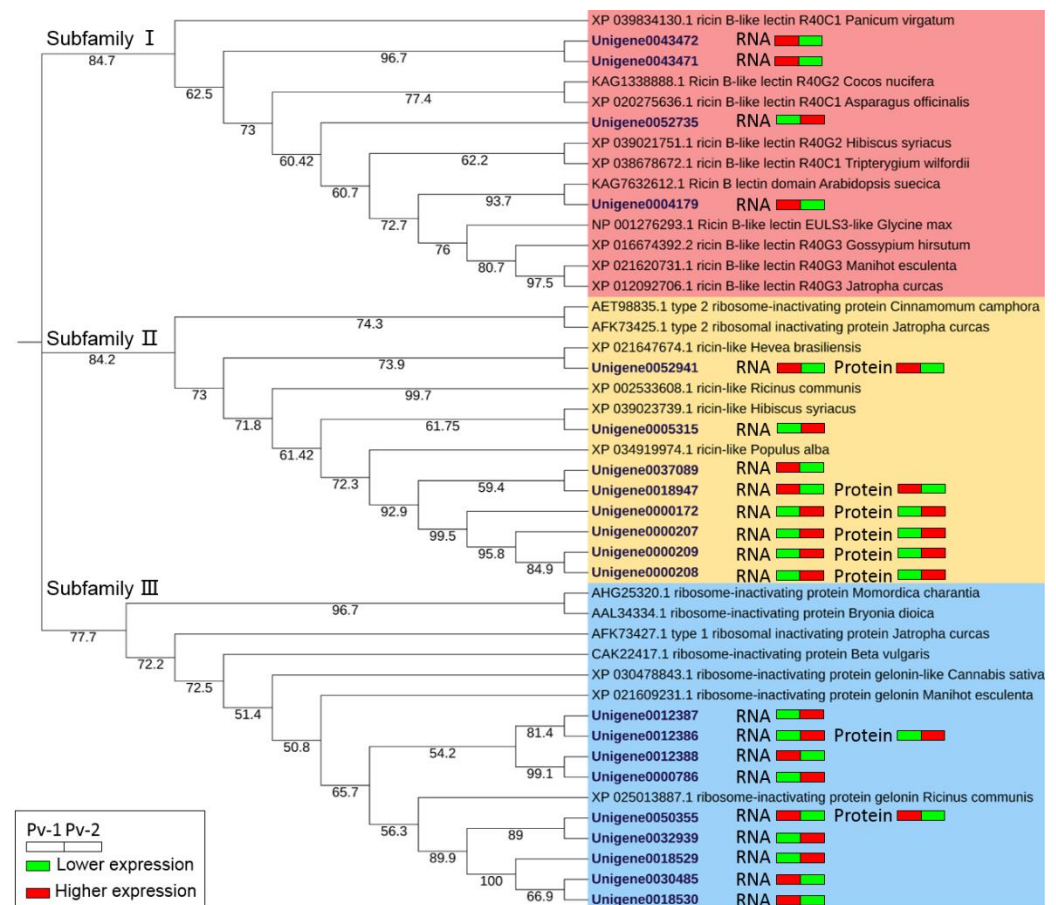 XP 039834130.1 ricin B-like lectin R40C1 Panicum virgatum
Subfamily Ⅰ
84.7
Unigene0043472 RNA
96.7
Unigene0043471 RNA
62.5
KAG1338888.1 Ricin B-like lectin R40G2 Cocos nucifera
77.4
XP 020275636.1 ricin B-like lectin R40C1 Asparagus officinalis
73
Unigene0052735 RNA
60.42
XP 039021751.1 ricin B-like lectin R40G2 Hibiscus syriacus
62.2
XP 038678672.1 ricin B-like lectin R40C1 Tripterygium wilfordii
60.7
KAG7632612.1 Ricin B lectin domain Arabidopsis suecica
93.7
Unigene0004179 RNA
72.7
NP 001276293.1 Ricin B-like lectin EULS3-like Glycine max
76
XP 016674392.2 ricin B-like lectin R40G3 Gossypium hirsutum
80.7
XP 021620731.1 ricin B-like lectin R40G3 Manihot esculenta
97.5
XP 012092706.1 ricin B-like lectin R40G3 Jatropha curcas
AET98835.1 type 2 ribosome-inactivating protein Cinnamomum camphora
74.3
AFK73425.1 type 2 ribosomal inactivating protein Jatropha curcas
Subfamily Ⅱ
84.2
XP 021647674.1 ricin-like Hevea brasiliensis
73.9
Unigene0052941 RNA Protein
73
XP 002533608.1 ricin-like Ricinus communis
99.7
71.8
XP 039023739.1 ricin-like Hibiscus syriacus
61.75
Unigene0005315 RNA
61.42
XP 034919974.1 ricin-like Populus alba
72.3
Unigene0037089 RNA
59.4
Unigene0018947 RNA Protein
92.9
Unigene0000172 RNA Protein
99.5
Unigene0000207 RNA Protein
95.8
Unigene0000209 RNA Protein
84.9
Unigene0000208 RNA Protein
Subfamily Ⅲ
77.7
AHG25320.1 ribosome-inactivating protein Momordica charantia
96.7
AAL34334.1 ribosome-inactivating protein Bryonia dioica
AFK73427.1 type 1 ribosomal inactivating protein Jatropha curcas
72.2
CAK22417.1 ribosome-inactivating protein Beta vulgaris
72.5
XP 030478843.1 ribosome-inactivating protein gelonin-like Cannabis sativa
51.4
XP 021609231.1 ribosome-inactivating protein gelonin Manihot esculenta
50.8
Unigene0012387 RNA
81.4
Unigene0012386 RNA Protein
54.2
Unigene0012388 RNA
99.1
Unigene0000786 RNA
65.7
XP 025013887.1 ribosome-inactivating protein gelonin Ricinus communis
56.3
Unigene0050355 RNA Protein
89
Unigene0032939 RNA
89.9
Unigene0018529 RNA
100
Unigene0030485 RNA
66.9
Unigene0018530 RNA
Pv-1 Pv-2
Lower expression
Higher expression